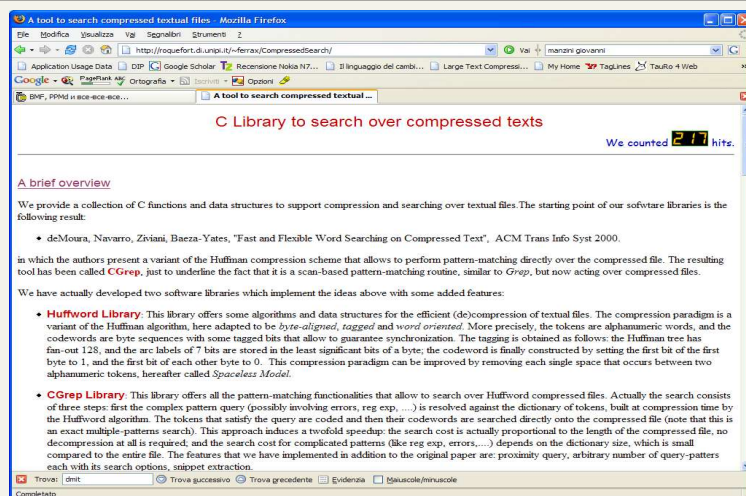 A tool to search compressed textual files - Mozilla Firefox
File Modifica Visualizza Vai Segnalibri Strumenti ?
http://roquefort.di.unipi.it/~ferrax/CompressedSearch/ Vai manzini giovanni
Application Usage Data DIP Google Scholar Recensione Nokia N7... Il linguaggio del cambi... Large Text Compressi... My Home TagLines TauRo 4 Web
Google PageRank ABC Ortografia Iscriviti Opzioni
BMF, PPMd и все-все-все... A tool to search compressed textual ...
C Library to search over compressed texts
We counted 217 hits.
A brief overview
We provide a collection of C functions and data structures to support compression and searching over textual files.The starting point of our sofwtare libraries is the
following result:
deMoura, Navarro, Ziviani, Baeza-Yates, "Fast and Flexible Word Searching on Compressed Text", ACM Trans Info Syst 2000.
in which the authors present a variant of the Huffman compression scheme that allows to perform pattern-matching directly over the compressed file. The resulting
tool has been called CGrep, just to underline the fact that it is a scan-based pattern-matching routine, similar to Grep, but now acting over compressed files.
We have actually developed two software libraries which implement the ideas above with some added features:
Huffword Library: This library offers some algorithms and data structures for the efficient (de)compression of textual files. The compression paradigm is a
variant of the Huffman algorithm, here adapted to be byte-aligned, tagged and word oriented. More precisely, the tokens are alphanumeric words, and the
codewords are byte sequences with some tagged bits that allow to guarantee synchronization. The tagging is obtained as follows: the Huffman tree has
fan-out 128, and the arc labels of 7 bits are stored in the least significant bits of a byte; the codeword is finally constructed by setting the first bit of the first
byte to 1, and the first bit of each other byte to 0. This compression paradigm can be improved by removing each single space that occurs between two
alphanumeric tokens, hereafter called Spaceless Model.
CGrep Library: This library offers all the pattern-matching functionalities that allow to search over Huffword compressed files. Actually the search consists
of three steps: first the complex pattern query (possibly involving errors, reg exp, ....) is resolved against the dictionary of tokens, built at compression time by
the Huffword algorithm. The tokens that satisfy the query are coded and then their codewords are searched directly onto the compressed file (note that this is
an exact multiple-patterns search). This approach induces a twofold speedup: the search cost is actually proportional to the length of the compressed file, no
decompression at all is required; and the search cost for complicated patterns (like reg exp, errors,....) depends on the dictionary size, which is small
compared to the entire file. The features that we have implemented in addition to the original paper are: proximity query, arbitrary number of query-patters
each with its search options, snippet extraction.
Trova: dmit Trova successivo Trova precedente Evidenzia Maiuscole/minuscole
Completato